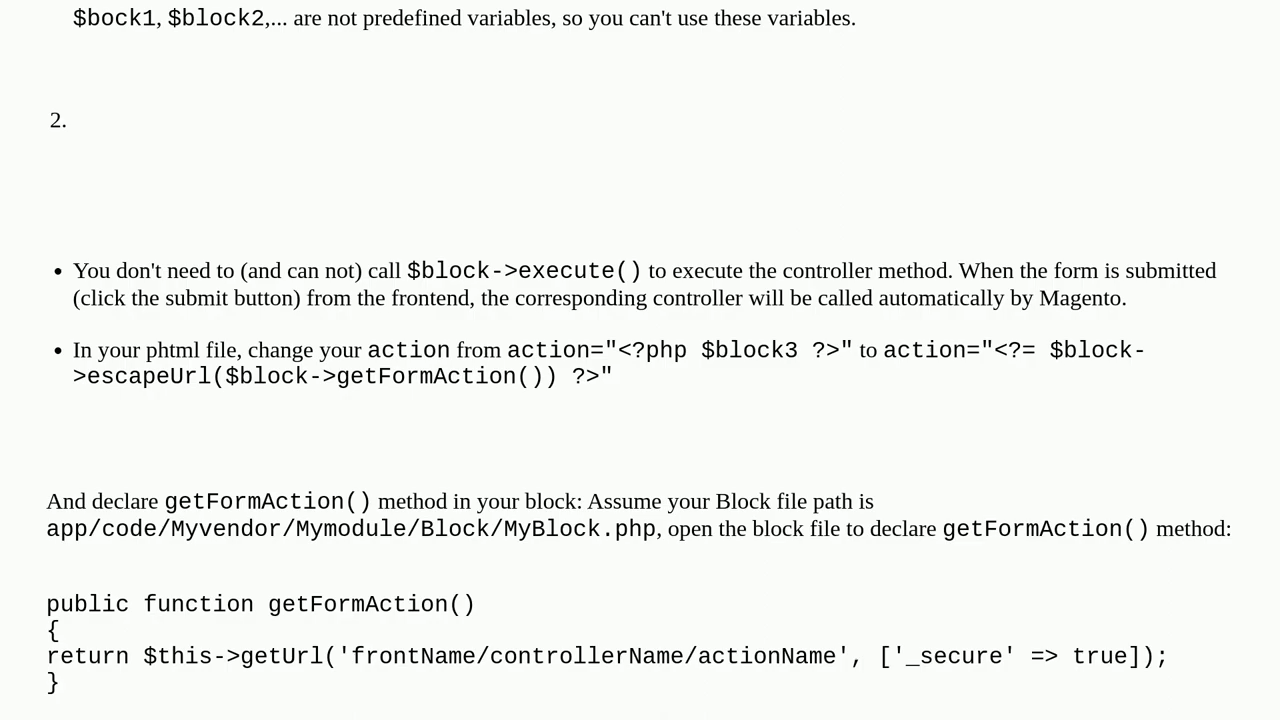 $bock1, $block2,... are not predefined variables, so you can't use these variables.
2.
• You don't need to (and can not) call $block->execute() to execute the controller method. When the form is submitted
(click the submit button) from the frontend, the corresponding controller will be called automatically by Magento.
• In your phtml file, change your action from action="<?php $block3 ?>" to action="<?= $block-
>escapeUrl($block->getFormAction()) ?>"
And declare getFormAction() method in your block: Assume your Block file path is
app/code/Myvendor/Mymodule/Block/MyBlock.php, open the block file to declare getFormAction() method:
public function getFormAction()
{
return $this->getUrl('frontName/controllerName/actionName', ['_secure' => true]);
}